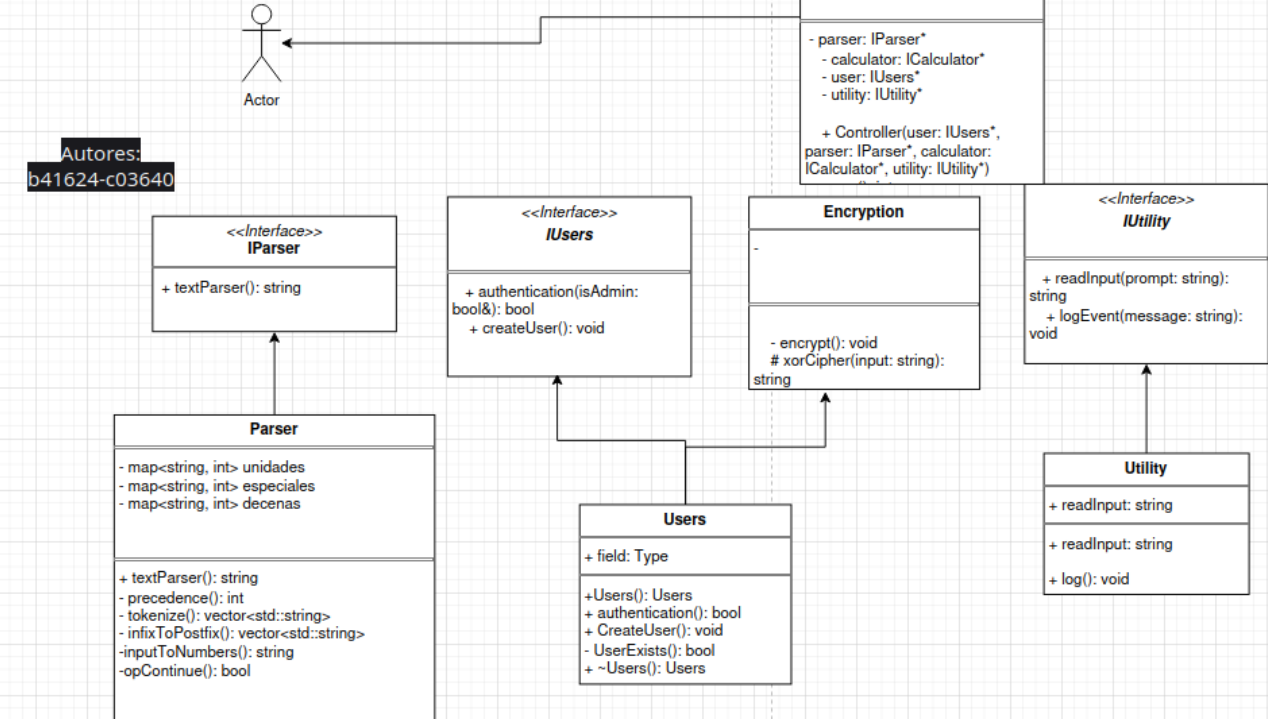 - parser: IParser*
- calculator: ICalculator*
- user: IUsers*
- utility: IUtility*
+ Controller(user: IUsers*,
parser: IParser*, calculator:
ICalculator*, utility: IUtility*)
Actor
Autores:
b41624-c03640
<<Interface>>
IParser
+ textParser(): string
<<Interface>>
IUsers
+ authentication(isAdmin:
bool&): bool
+ createUser(): void
Encryption
-
- encrypt(): void
# xorCipher(input: string):
string
<<Interface>>
IUtility
+ readInput(prompt: string):
string
+ logEvent(message: string):
void
Parser
- map<string, int> unidades
- map<string, int> especiales
- map<string, int> decenas
+ textParser(): string
- precedence(): int
- tokenize(): vector<std::string>
- infixToPostfix(): vector<std::string>
-inputToNumbers(): string
-opContinue(): bool
Users
+ field: Type
+Users(): Users
+ authentication(): bool
+ CreateUser(): void
- UserExists(): bool
+ ~Users(): Users
Utility
+ readInput: string
+ readInput: string
+ log(): void